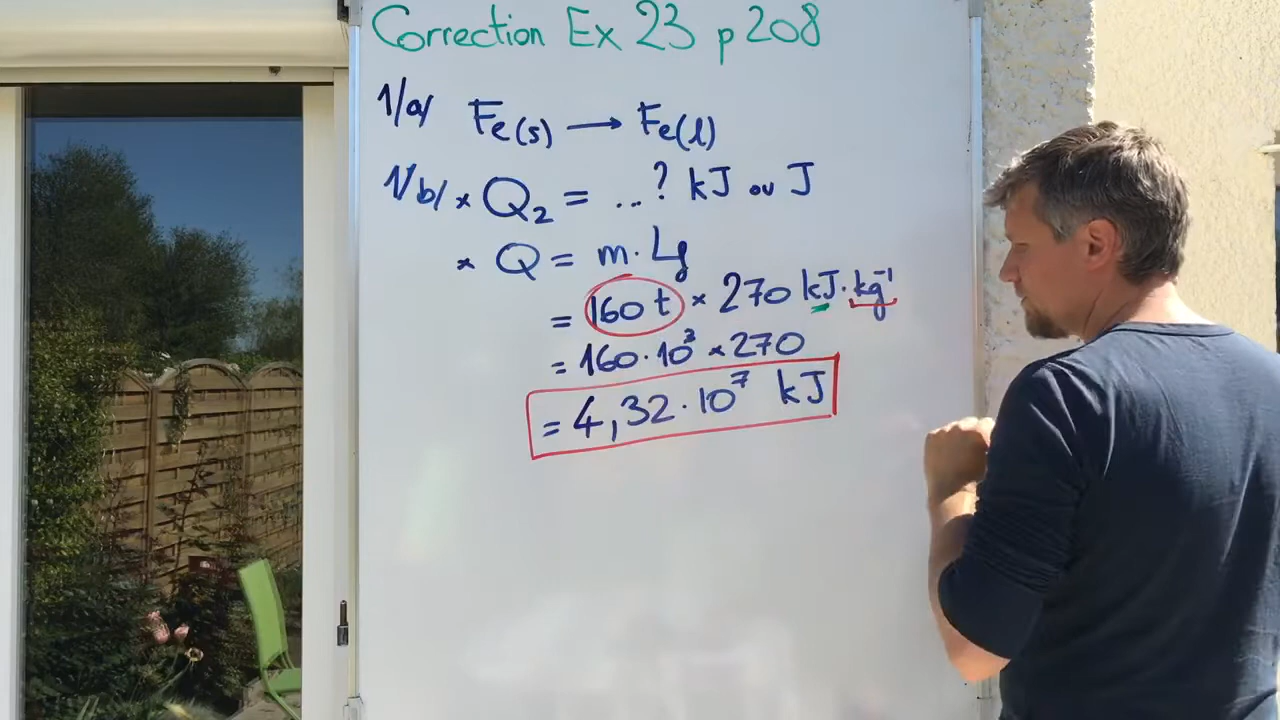 Correction Ex 23 p 208
1/a/ Fe(s) → Fe(l)
1/b/ * Q₂ = ...? kJ ou J
* Q = m · Lf
= 160 t × 270 kJ · kg⁻¹
= 160 · 10³ × 270
= 4,32 · 10⁷ kJ